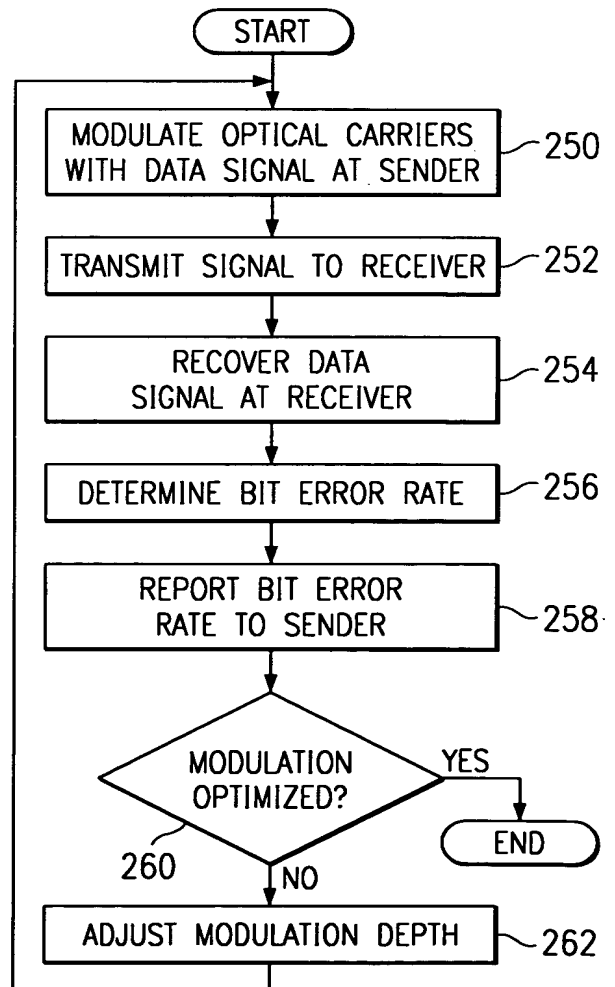 START
MODULATE OPTICAL CARRIERS
WITH DATA SIGNAL AT SENDER
250
TRANSMIT SIGNAL TO RECEIVER
252
RECOVER DATA
SIGNAL AT RECEIVER
254
DETERMINE BIT ERROR RATE
256
REPORT BIT ERROR
RATE TO SENDER
258
MODULATION
OPTIMIZED?
YES
260
END
NO
ADJUST MODULATION DEPTH
262